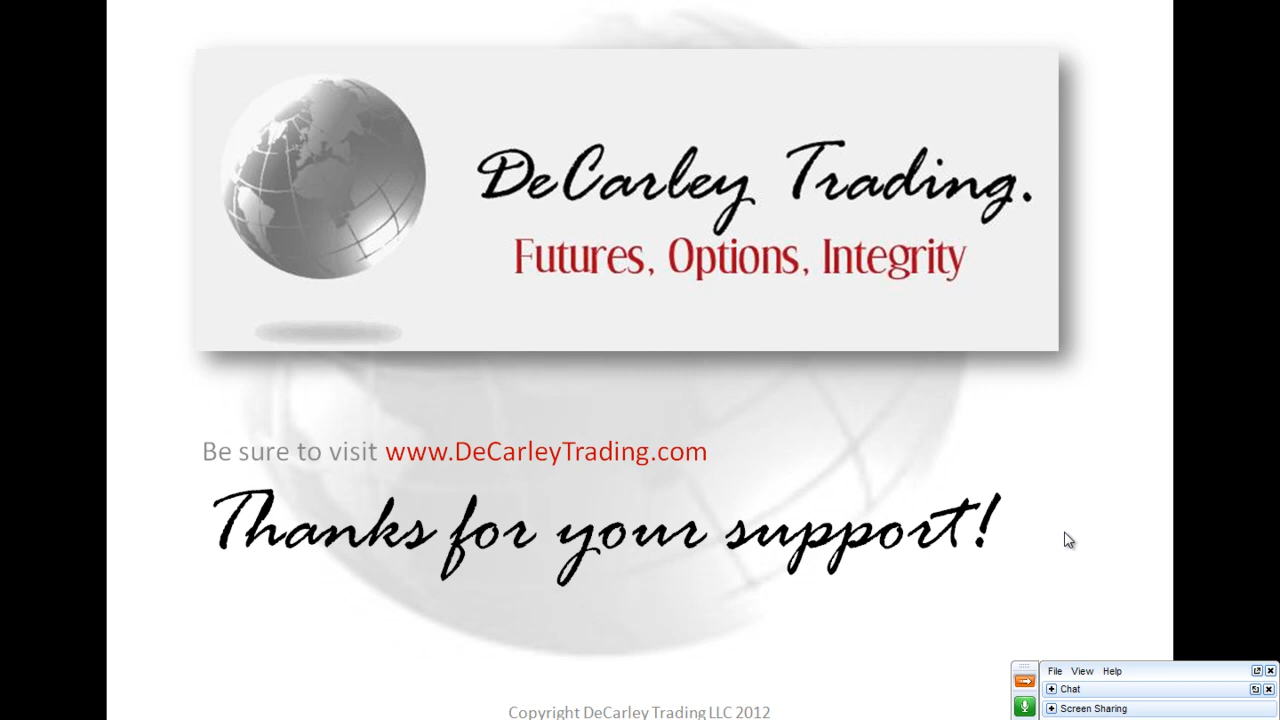 DeCarley Trading.
Futures, Options, Integrity
Be sure to visit www.DeCarleyTrading.com
Thanks for your support!
File View Help
Chat
Screen Sharing
Copyright DeCarley Trading LLC 2012